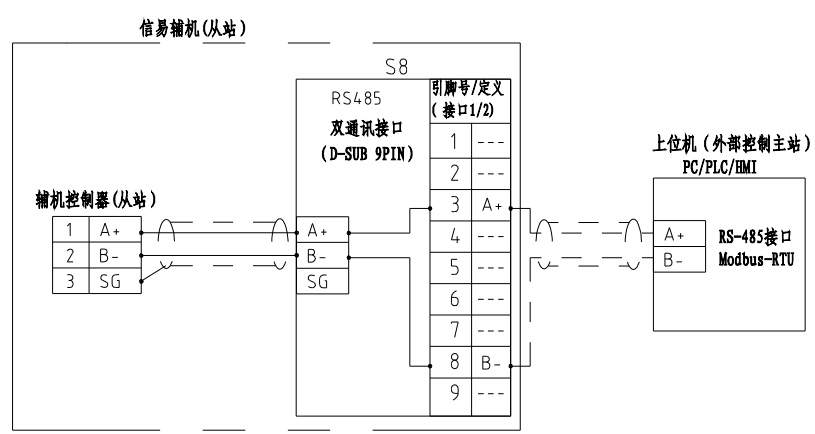 信易辅机(从站)
S8
RS485
双通讯接口
(D-SUB 9PIN)
引脚号/定义
(接口1/2)
1 ---
2 ---
3 A+
4 ---
5 ---
6 ---
7 ---
8 B-
9 ---
辅机控制器(从站)
1 A+
2 B-
3 SG
A+
B-
SG
上位机(外部控制主站)
PC/PLC/HMI
A+
B-
RS-485接口
Modbus-RTU